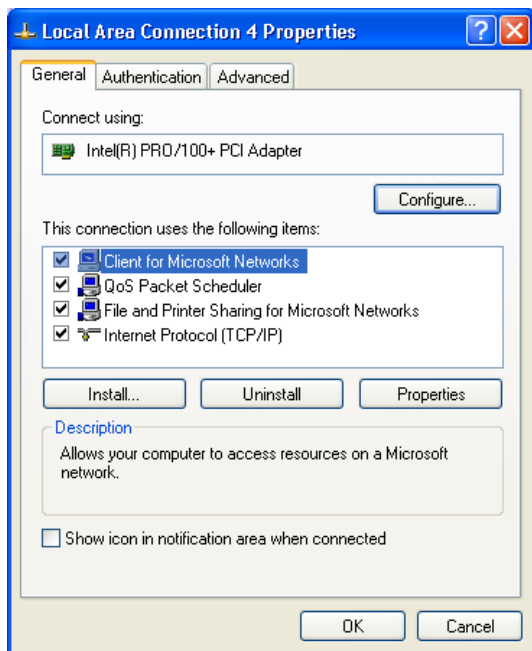 Local Area Connection 4 Properties
General Authentication Advanced
Connect using:
Intel(R) PRO/100+ PCI Adapter
Configure...
This connection uses the following items:
Client for Microsoft Networks
QoS Packet Scheduler
File and Printer Sharing for Microsoft Networks
Internet Protocol (TCP/IP)
Install... Uninstall Properties
Description
Allows your computer to access resources on a Microsoft
network.
Show icon in notification area when connected
OK Cancel